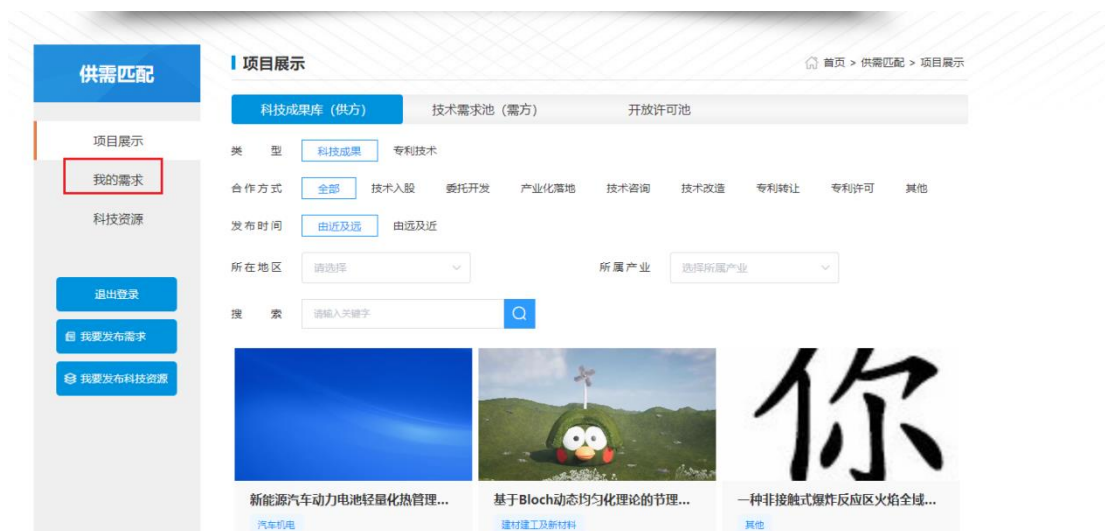 供需匹配
项目展示
我的需求
科技资源
退出登录
我要发布需求
我要发布科技资源
项目展示
首页 > 供需匹配 > 项目展示
科技成果库（供方） 技术需求池（需方） 开放许可池
类 型 科技成果 专利技术
合作方式 全部 技术入股 委托开发 产业化落地 技术咨询 技术改造 专利转让 专利许可 其他
发布时间 由近及远 由远及近
所在地区 请选择 所属产业 选择所属产业
搜 索 请输入关键字
你
新能源汽车动力电池轻量化热管理... 基于Bloch动态均匀化理论的节理... 一种非接触式爆炸反应区火焰全域...
汽车机电 建材建工及新材料 其他